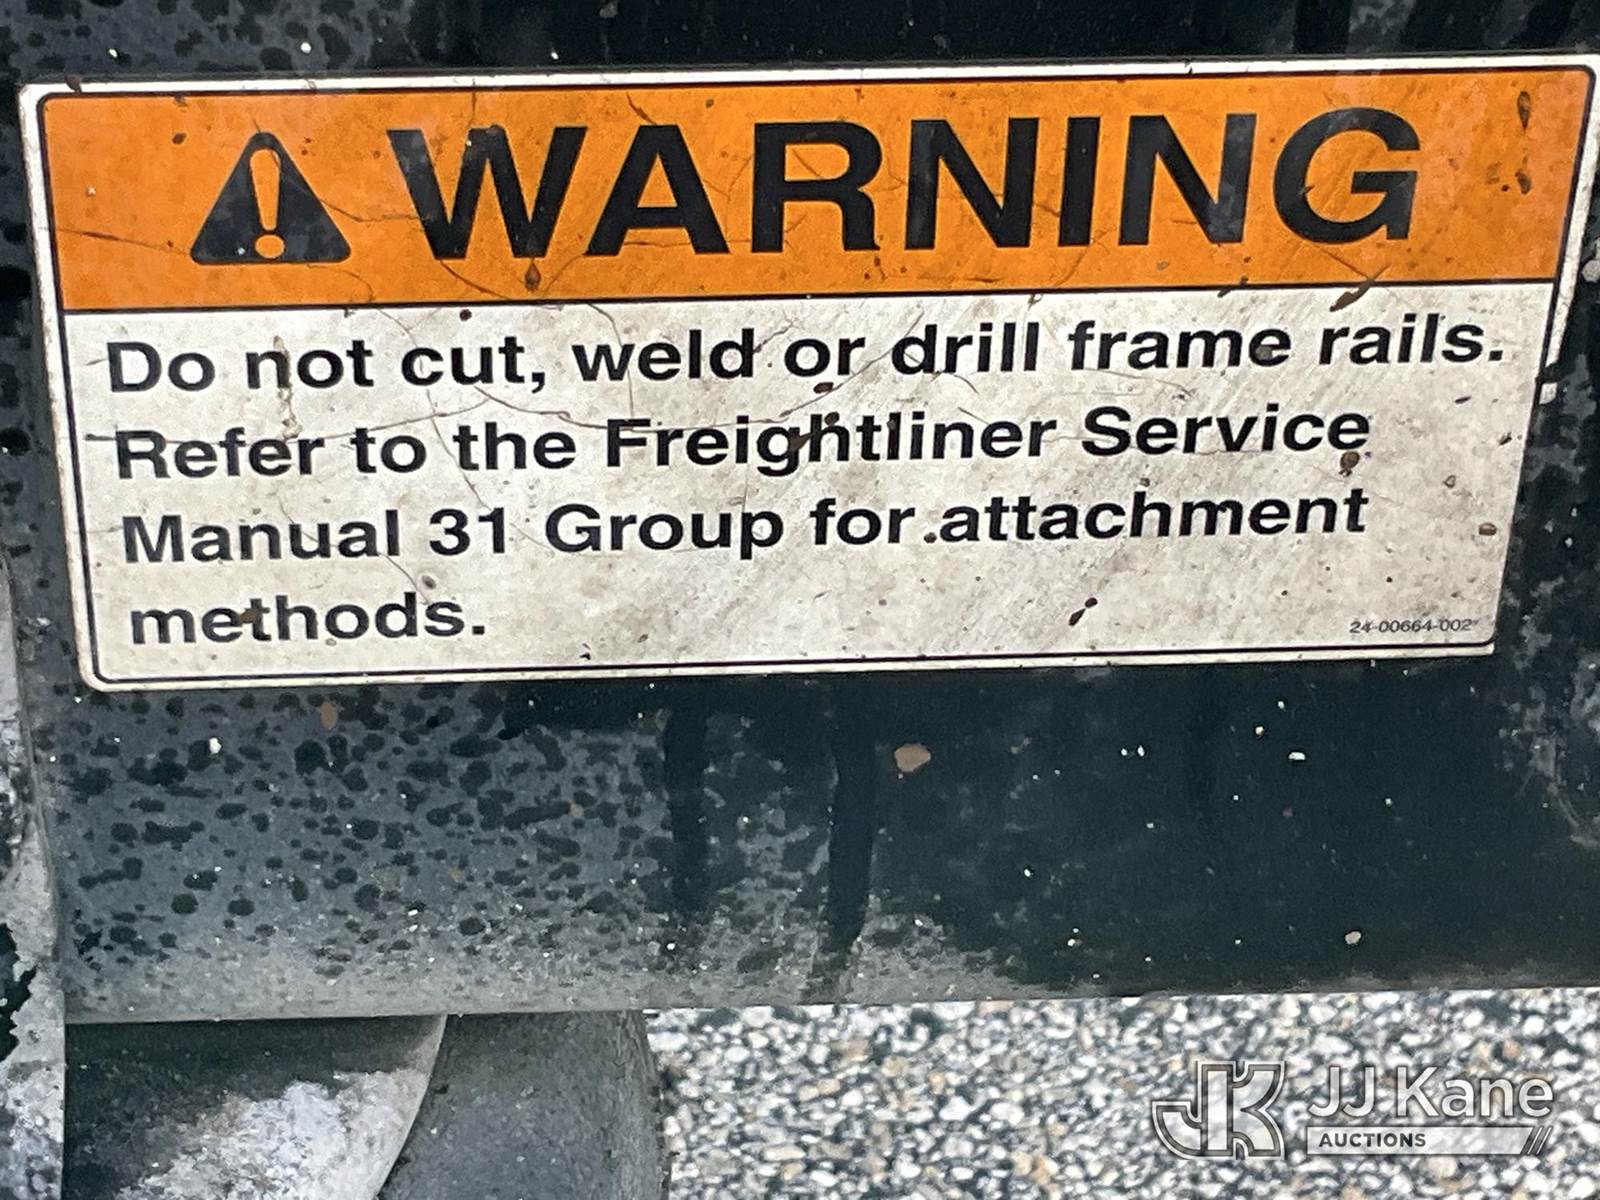 WARNING
Do not cut, weld or drill frame rails.
Refer to the Freightliner Service
Manual 31 Group for attachment
methods.
24-00664-002
JK JJ Kane
AUCTIONS